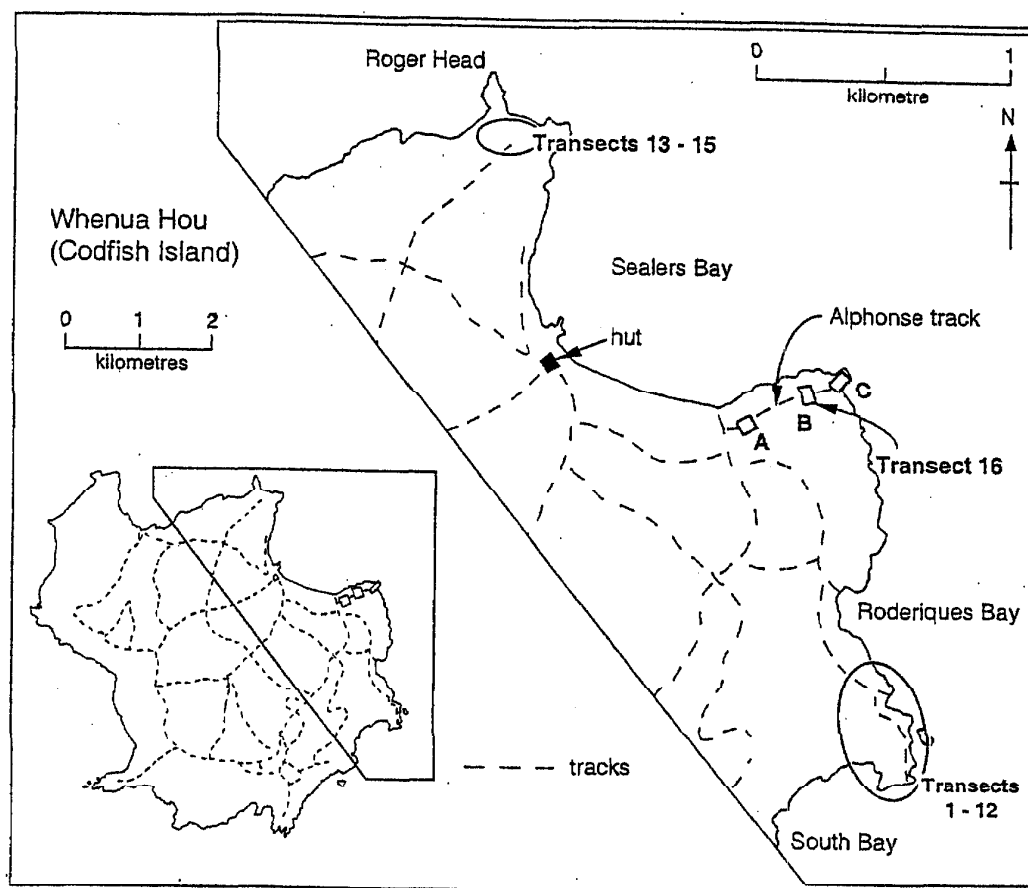 Roger Head
0 1
kilometre
N
Transects 13 - 15
Whenua Hou
(Codfish Island)
0 1 2
kilometres
Sealers Bay
Alphonse track
hut
C
B
A
Transect 16
Roderiques Bay
tracks
Transects
1 - 12
South Bay